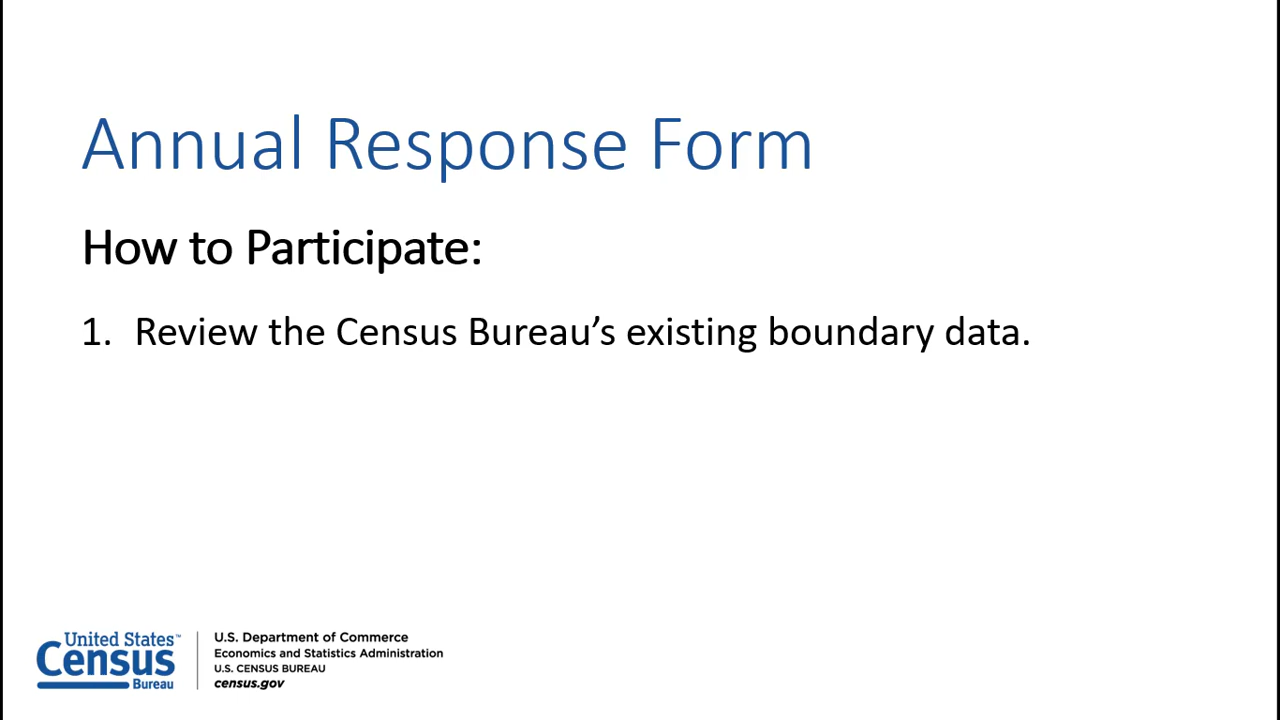 Annual Response Form
How to Participate:
1. Review the Census Bureau’s existing boundary data.
United States™
Census
Bureau
U.S. Department of Commerce
Economics and Statistics Administration
U.S. CENSUS BUREAU
census.gov